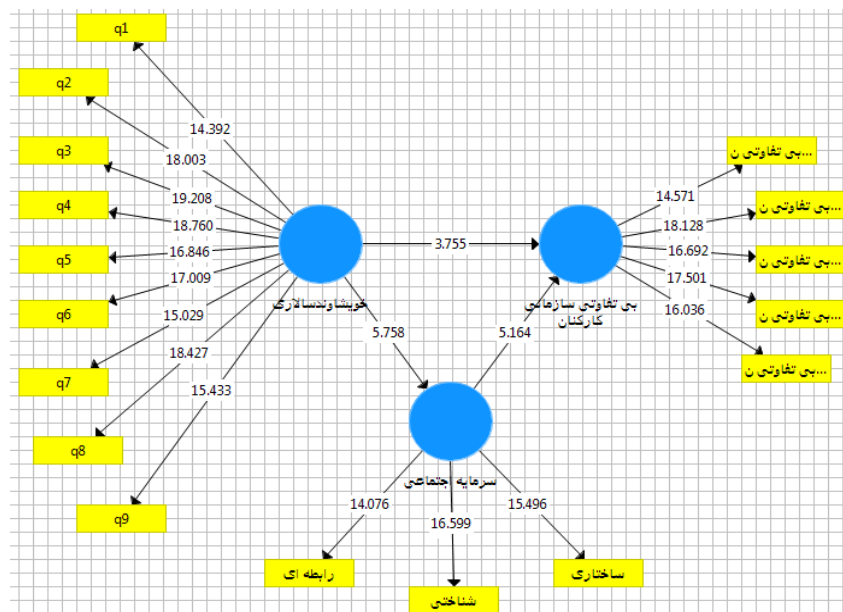 q1
q2
q3
q4
q5
q6
q7
q8
q9
14.392
18.003
19.208
18.760
16.846
17.009
15.029
18.427
15.433
خویشاوندسالاری
3.755
5.758
5.164
بی تفاوتی سازمانی
کارکنان
14.571
18.128
16.692
17.501
16.036
بی تفاوتی ن...
بی تفاوتی ن...
بی تفاوتی ن...
بی تفاوتی ن...
بی تفاوتی ن...
سرمایه اجتماعی
14.076
16.599
15.496
رابطه ای
شناختی
ساختاری